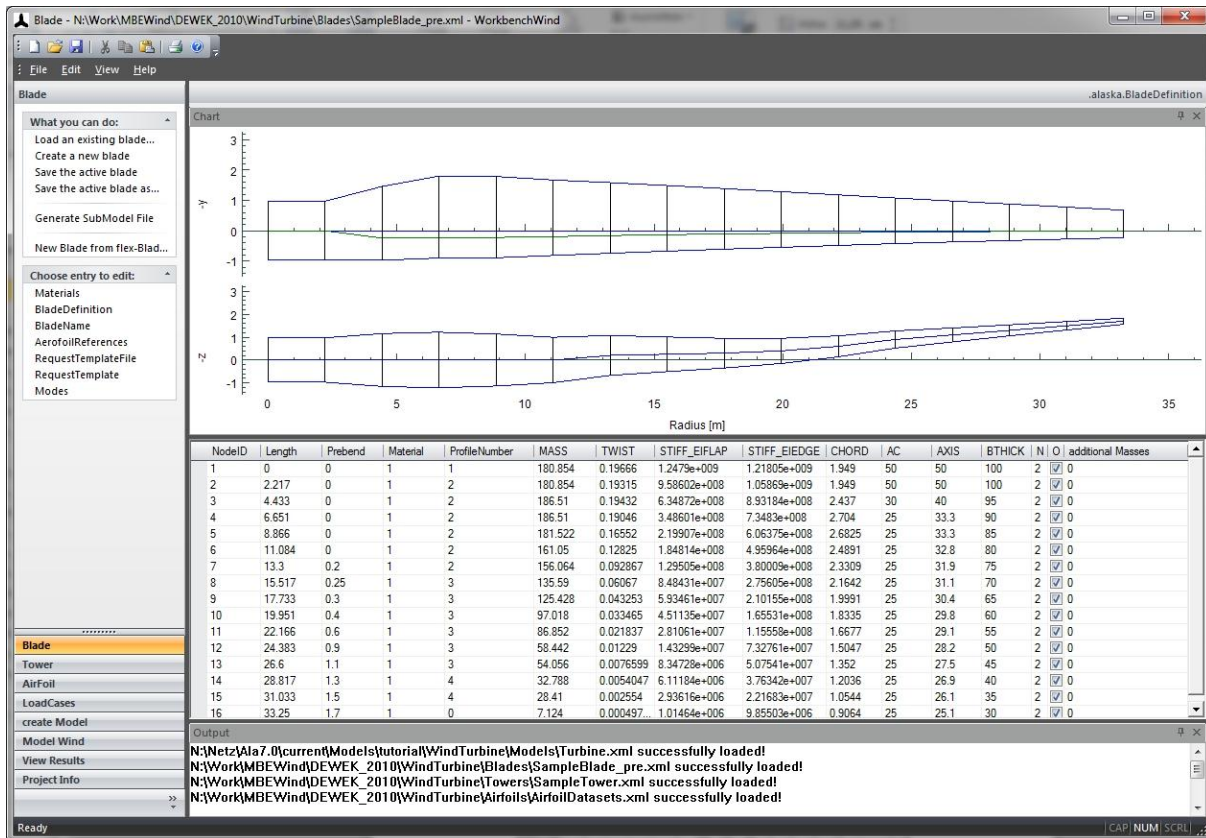 Blade - N:\Work\MBEWind\DEWEK_2010\WindTurbine\Blades\SampleBlade_pre.xml - WorkbenchWind
File Edit View Help
Blade
.alaska.BladeDefinition
What you can do:
Load an existing blade...
Create a new blade
Save the active blade
Save the active blade as...
Generate SubModel File
New Blade from flex-Blad...
Choose entry to edit:
Materials
BladeDefinition
BladeName
AerofoilReferences
RequestTemplateFile
RequestTemplate
Modes
Blade
Tower
AirFoil
LoadCases
create Model
Model Wind
View Results
Project Info
Chart
3
2
1
0
-1
-y
3
2
1
0
-1
-z
0 5 10 15 20 25 30 35
Radius [m]
NodeID Length Prebend Material ProfileNumber MASS TWIST STIFF_EIFLAP STIFF_EIEDGE CHORD AC AXIS BTHICK N O additional Masses
1 0 0 1 1 180.854 0.19666 1.2479e+009 1.21805e+009 1.949 50 50 100 2 0
2 2.217 0 1 2 180.854 0.19315 9.58602e+008 1.05869e+009 1.949 50 50 100 2 0
3 4.433 0 1 2 186.51 0.19432 6.34872e+008 8.93184e+008 2.437 30 40 95 2 0
4 6.651 0 1 2 186.51 0.19046 3.48601e+008 7.3483e+008 2.704 25 33.3 90 2 0
5 8.866 0 1 2 181.522 0.16552 2.19907e+008 6.06375e+008 2.6825 25 33.3 85 2 0
6 11.084 0 1 2 161.05 0.12825 1.84814e+008 4.95964e+008 2.4891 25 32.8 80 2 0
7 13.3 0.2 1 2 156.064 0.092867 1.29505e+008 3.80009e+008 2.3309 25 31.9 75 2 0
8 15.517 0.25 1 3 135.59 0.06067 8.48431e+007 2.75605e+008 2.1642 25 31.1 70 2 0
9 17.733 0.3 1 3 125.428 0.043253 5.93461e+007 2.10155e+008 1.9991 25 30.4 65 2 0
10 19.951 0.4 1 3 97.018 0.033465 4.51135e+007 1.65531e+008 1.8335 25 29.8 60 2 0
11 22.166 0.6 1 3 86.852 0.021837 2.81061e+007 1.15558e+008 1.6677 25 29.1 55 2 0
12 24.383 0.9 1 3 58.442 0.01229 1.43299e+007 7.32761e+007 1.5047 25 28.2 50 2 0
13 26.6 1.1 1 3 54.056 0.0076599 8.34728e+006 5.07541e+007 1.352 25 27.5 45 2 0
14 28.817 1.3 1 4 32.788 0.0054047 6.11184e+006 3.76342e+007 1.2036 25 26.9 40 2 0
15 31.033 1.5 1 4 28.41 0.002554 2.93616e+006 2.21683e+007 1.0544 25 26.1 35 2 0
16 33.25 1.7 1 0 7.124 0.000497... 1.01464e+006 9.85503e+006 0.9064 25 25.1 30 2 0
Output
N:\Netz\Ala7.0\current\Models\tutorial\WindTurbine\Models\Turbine.xml successfully loaded!
N:\Work\MBEWind\DEWEK_2010\WindTurbine\Blades\SampleBlade_pre.xml successfully loaded!
N:\Work\MBEWind\DEWEK_2010\WindTurbine\Towers\SampleTower.xml successfully loaded!
N:\Work\MBEWind\DEWEK_2010\WindTurbine\Airfoils\AirfoilDatasets.xml successfully loaded!
Ready
CAP NUM SCRL